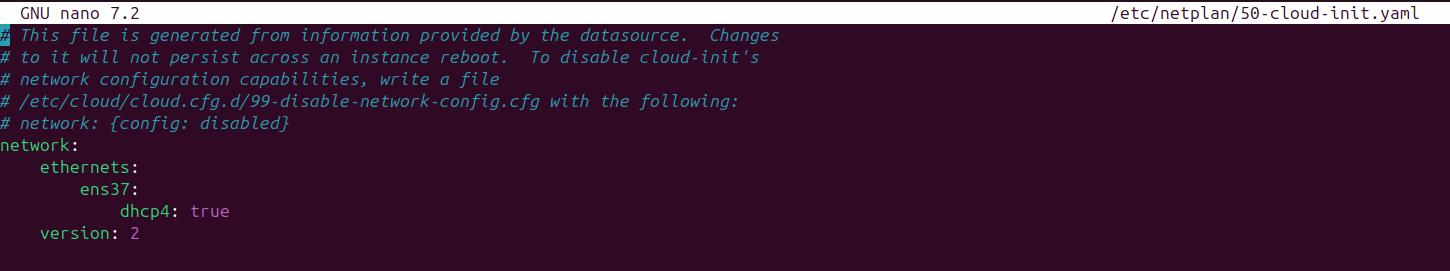 GNU nano 7.2 /etc/netplan/50-cloud-init.yaml
# This file is generated from information provided by the datasource.  Changes
# to it will not persist across an instance reboot.  To disable cloud-init's
# network configuration capabilities, write a file
# /etc/cloud/cloud.cfg.d/99-disable-network-config.cfg with the following:
# network: {config: disabled}
network:
    ethernets:
        ens37:
            dhcp4: true
    version: 2